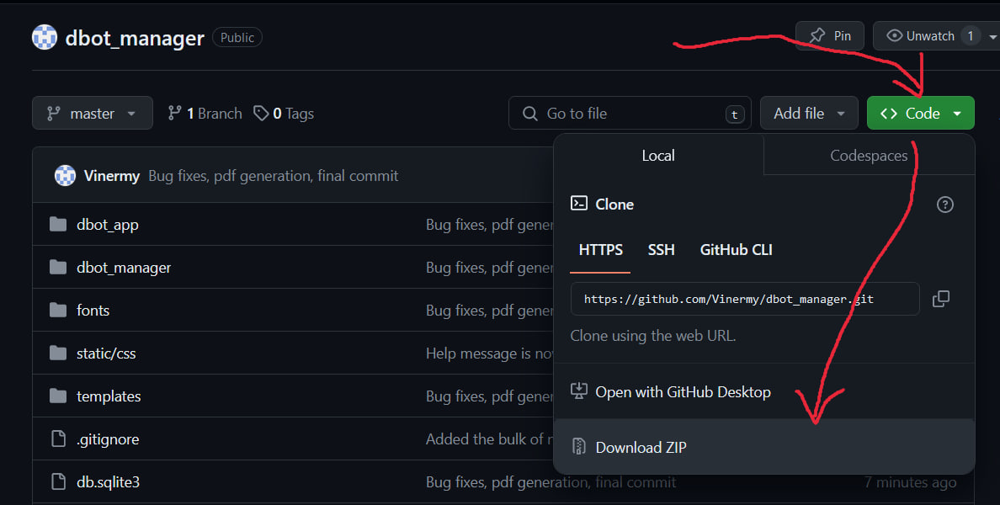 dbot_manager Public Pin Unwatch 1
master 1 Branch 0 Tags Go to file t Add file <> Code
Local Codespaces
Vinermy Bug fixes, pdf generation, final commit
Clone
dbot_app Bug fixes, pdf gener
HTTPS SSH GitHub CLI
dbot_manager Bug fixes, pdf gener
https://github.com/Vinermy/dbot_manager.git
fonts Bug fixes, pdf gener
Clone using the web URL.
static/css Help message is no
templates Bug fixes, pdf gener
Open with GitHub Desktop
.gitignore Added the bulk of
Download ZIP
db.sqlite3 Bug fixes, pdf generation, final commit 7 minutes ago